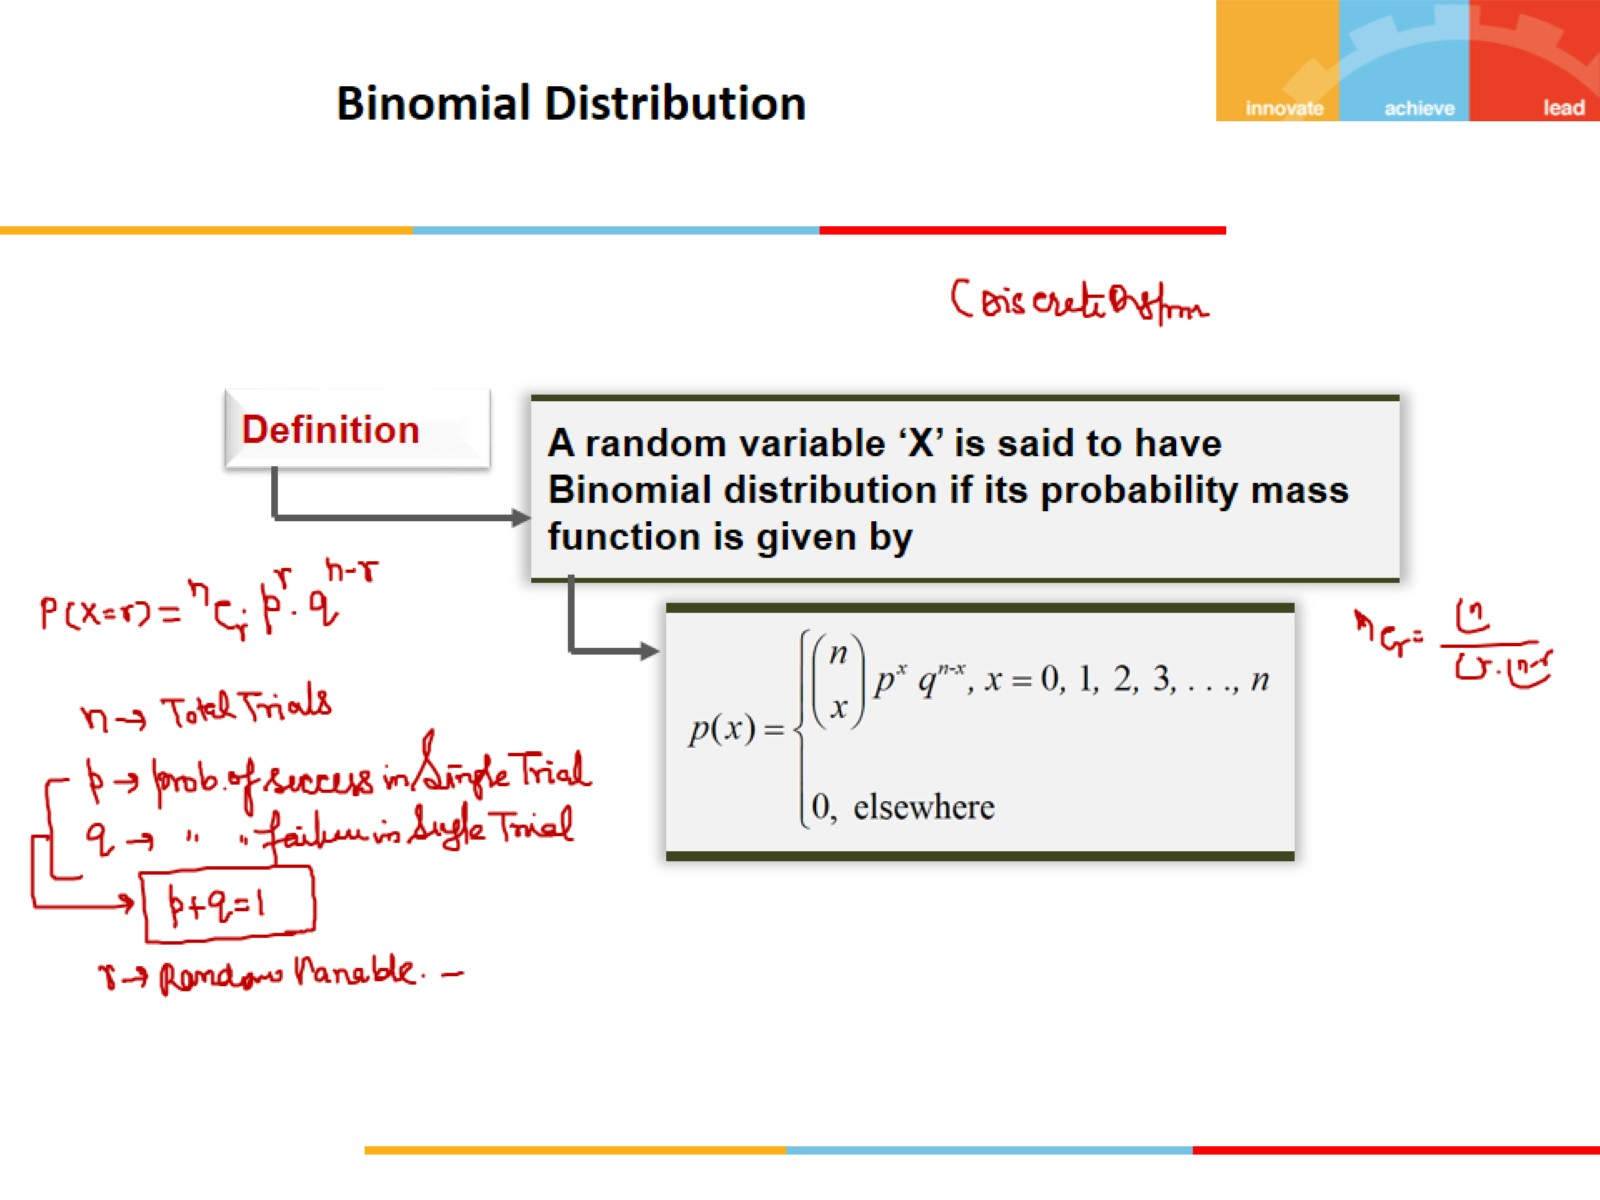 Binomial Distribution
innovate achieve lead
(Discrete Distrn
Definition
A random variable ‘X’ is said to have
Binomial distribution if its probability mass
function is given by
P(X=r) = ⁿCᵣ pʳ. qⁿ⁻ʳ
n → Total Trials
p → prob. of success in Single Trial
q → " " failure in Single Trial
p+q=1
r → Random Variable. –
p(x) = { (n x) pˣ qⁿ⁻ˣ, x = 0, 1, 2, 3, . . ., n
0, elsewhere
ⁿCᵣ = ⌊n / ⌊r . ⌊n-r